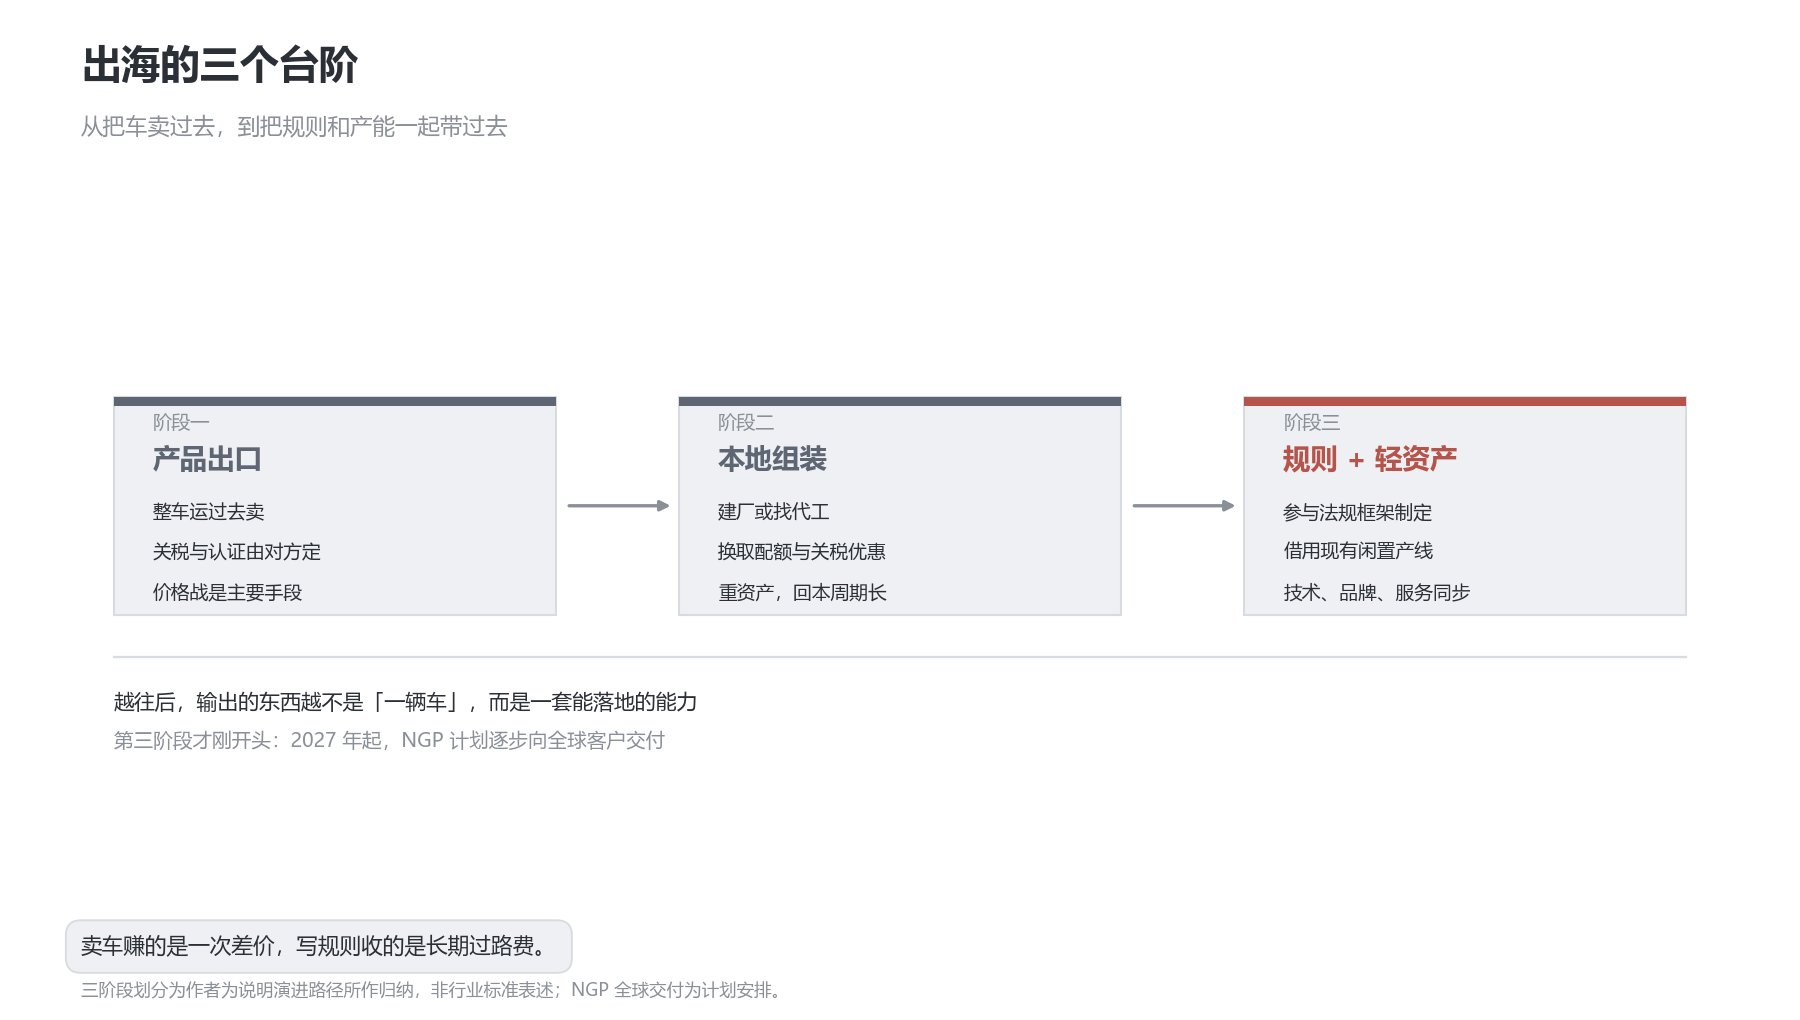 出海的三个台阶
从把车卖过去，到把规则和产能一起带过去
阶段一
产品出口
整车运过去卖
关税与认证由对方定
价格战是主要手段
阶段二
本地组装
建厂或找代工
换取配额与关税优惠
重资产，回本周期长
阶段三
规则 + 轻资产
参与法规框架制定
借用现有闲置产线
技术、品牌、服务同步
越往后，输出的东西越不是「一辆车」，而是一套能落地的能力
第三阶段才刚开头：2027 年起，NGP 计划逐步向全球客户交付
卖车赚的是一次差价，写规则收的是长期过路费。
三阶段划分为作者为说明演进路径所作归纳，非行业标准表述；NGP 全球交付为计划安排。